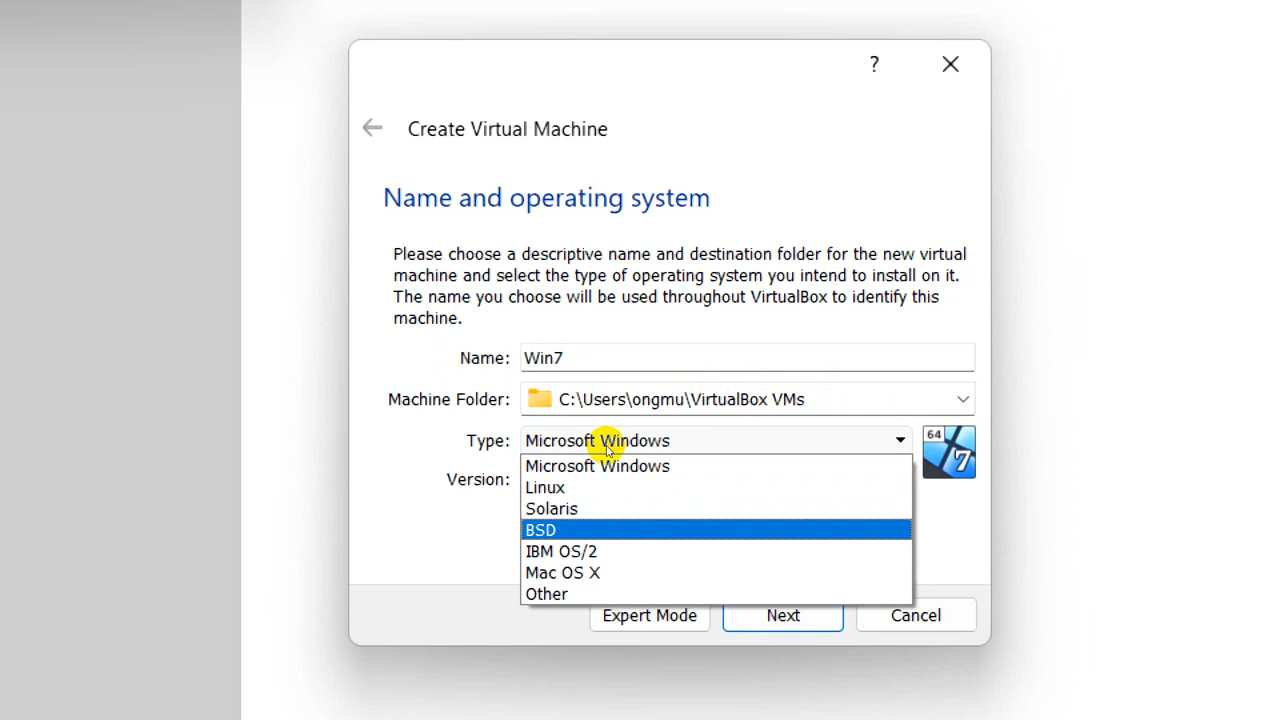 ?
Create Virtual Machine
Name and operating system
Please choose a descriptive name and destination folder for the new virtual
machine and select the type of operating system you intend to install on it.
The name you choose will be used throughout VirtualBox to identify this
machine.
Name: Win7
Machine Folder: C:\Users\ongmu\VirtualBox VMs
Type: Microsoft Windows
64
7
Microsoft Windows
Version:
Linux
Solaris
BSD
IBM OS/2
Mac OS X
Other
Expert Mode Next Cancel